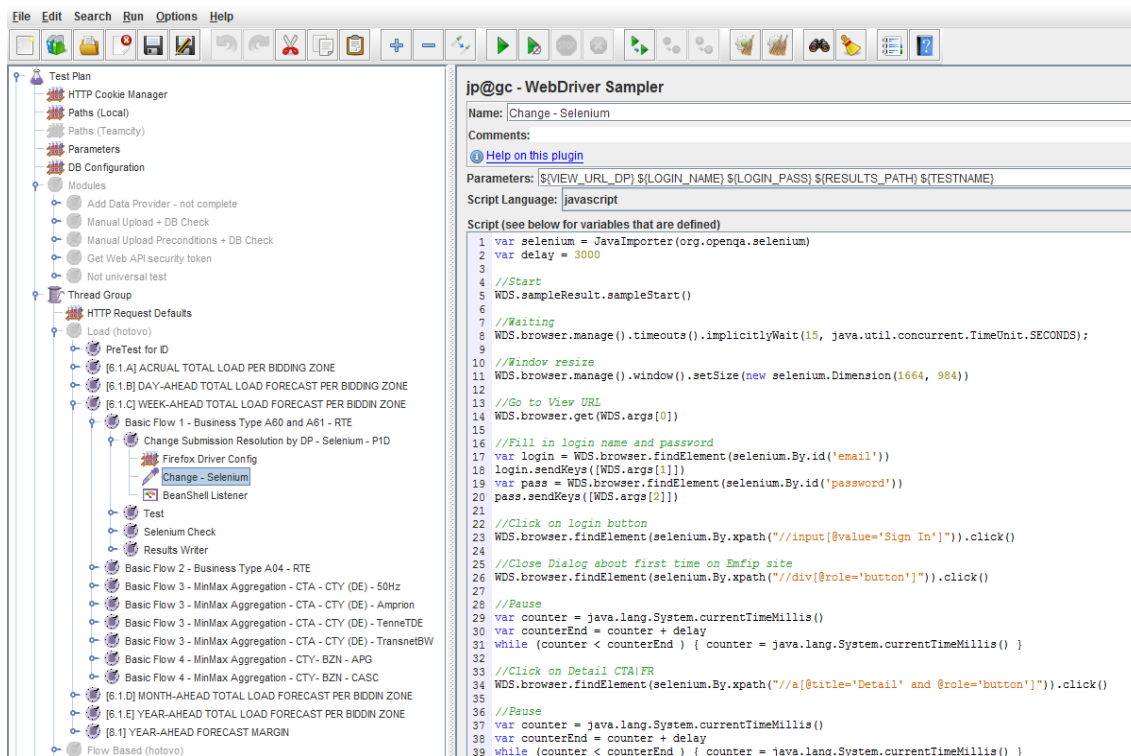 File Edit Search Run Options Help
Test Plan
HTTP Cookie Manager
Paths (Local)
Paths (Teamcity)
Parameters
DB Configuration
Modules
Add Data Provider - not complete
Manual Upload + DB Check
Manual Upload Preconditions + DB Check
Get Web API security token
Not universal test
Thread Group
HTTP Request Defaults
Load (hotovo)
PreTest for ID
[6.1.A] ACRUAL TOTAL LOAD PER BIDDING ZONE
[6.1.B] DAY-AHEAD TOTAL LOAD FORECAST PER BIDDING ZONE
[6.1.C] WEEK-AHEAD TOTAL LOAD FORECAST PER BIDDIN ZONE
Basic Flow 1 - Business Type A60 and A61 - RTE
Change Submission Resolution by DP - Selenium - P1D
Firefox Driver Config
Change - Selenium
BeanShell Listener
Test
Selenium Check
Results Writer
Basic Flow 2 - Business Type A04 - RTE
Basic Flow 3 - MinMax Aggregation - CTA - CTY (DE) - 50Hz
Basic Flow 3 - MinMax Aggregation - CTA - CTY (DE) - Amprion
Basic Flow 3 - MinMax Aggregation - CTA - CTY (DE) - TenneTDE
Basic Flow 3 - MinMax Aggregation - CTA - CTY (DE) - TransnetBW
Basic Flow 4 - MinMax Aggregation - CTY- BZN - APG
Basic Flow 4 - MinMax Aggregation - CTY- BZN - CASC
[6.1.D] MONTH-AHEAD TOTAL LOAD FORECAST PER BIDDIN ZONE
[6.1.E] YEAR-AHEAD TOTAL LOAD FORECAST PER BIDDIN ZONE
[8.1] YEAR-AHEAD FORECAST MARGIN
Flow Based (hotovo)
jp@gc - WebDriver Sampler
Name: Change - Selenium
Comments:
Help on this plugin
Parameters: ${VIEW_URL_DP} ${LOGIN_NAME} ${LOGIN_PASS} ${RESULTS_PATH} ${TESTNAME}
Script Language: javascript
Script (see below for variables that are defined)
1 var selenium = JavaImporter(org.openqa.selenium)
2 var delay = 3000
3
4 //Start
5 WDS.sampleResult.sampleStart()
6
7 //Waiting
8 WDS.browser.manage().timeouts().implicitlyWait(15, java.util.concurrent.TimeUnit.SECONDS);
9
10 //Window resize
11 WDS.browser.manage().window().setSize(new selenium.Dimension(1664, 984))
12
13 //Go to View URL
14 WDS.browser.get(WDS.args[0])
15
16 //Fill in login name and password
17 var login = WDS.browser.findElement(selenium.By.id('email'))
18 login.sendKeys([WDS.args[1]])
19 var pass = WDS.browser.findElement(selenium.By.id('password'))
20 pass.sendKeys([WDS.args[2]])
21
22 //Click on login button
23 WDS.browser.findElement(selenium.By.xpath("//input[@value='Sign In']")).click()
24
25 //Close Dialog about first time on Emfip site
26 WDS.browser.findElement(selenium.By.xpath("//div[@role='button']")).click()
27
28 //Pause
29 var counter = java.lang.System.currentTimeMillis()
30 var counterEnd = counter + delay
31 while (counter < counterEnd ) { counter = java.lang.System.currentTimeMillis() }
32
33 //Click on Detail CTA|FR
34 WDS.browser.findElement(selenium.By.xpath("//a[@title='Detail' and @role='button']")).click()
35
36 //Pause
37 var counter = java.lang.System.currentTimeMillis()
38 var counterEnd = counter + delay
39 while (counter < counterEnd ) { counter = java.lang.System.currentTimeMillis() }